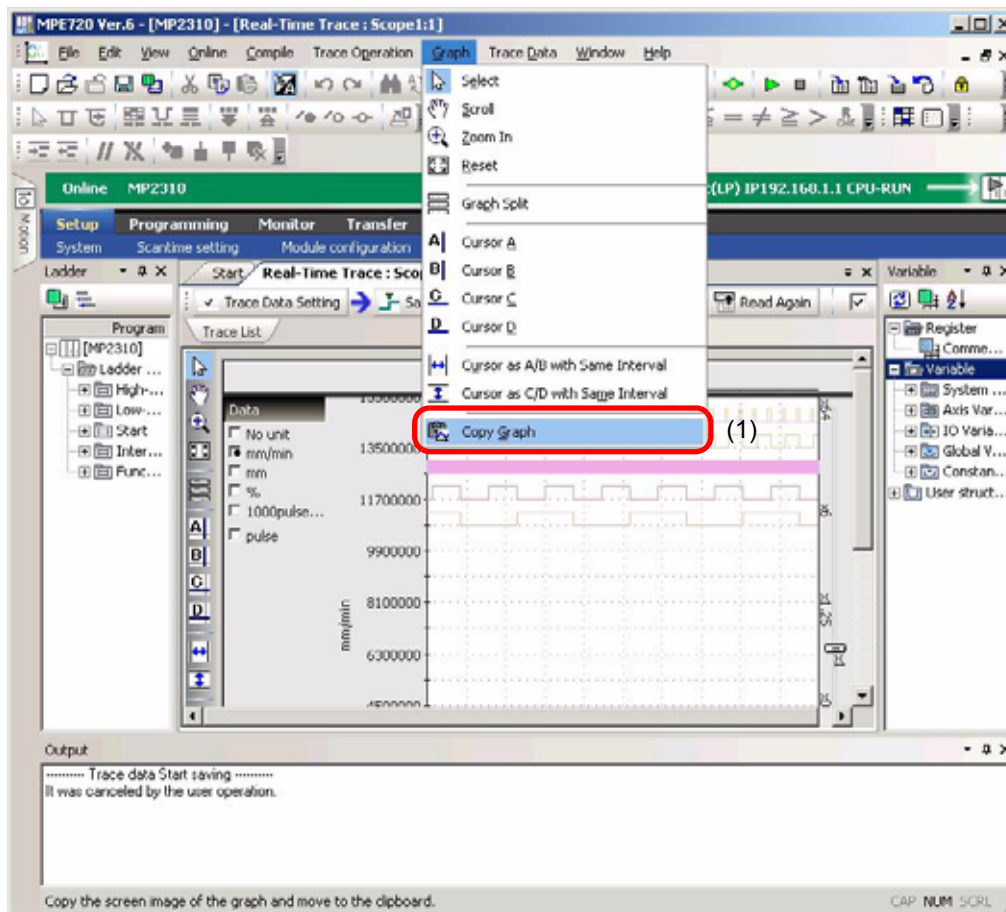 MPE720 Ver.6 - [MP2310] - [Real-Time Trace : Scope1:1]
File Edit View Online Compile Trace Operation Graph Trace Data Window Help
Select
Scroll
Zoom In
Reset
Graph Split
A Cursor A
B Cursor B
C Cursor C
D Cursor D
Cursor as A/B with Same Interval
Cursor as C/D with Same Interval
Copy Graph
(1)
Online MP2310
(LP) IP192.168.1.1 CPU-RUN
Motion
Setup Programming Monitor Transfer
System Scantime setting Module configuration
Ladder
Start Real-Time Trace : Sco
Variable
Trace Data Setting
Sa
Read Again
Program
Trace List
[MP2310]
Ladder ...
High-...
Low-...
Start
Inter...
Func...
Register
Comme...
Variable
System ...
Axis Var...
IO Varia...
Global V...
Constan...
User struct...
Data
No unit
mm/min
mm
%
1000pulse...
pulse
A
B
C
D
13500000
11700000
9900000
8100000
6300000
mm/min
Output
---------- Trace data Start saving ----------
It was canceled by the user operation.
Copy the screen image of the graph and move to the clipboard.
CAP NUM SCRL